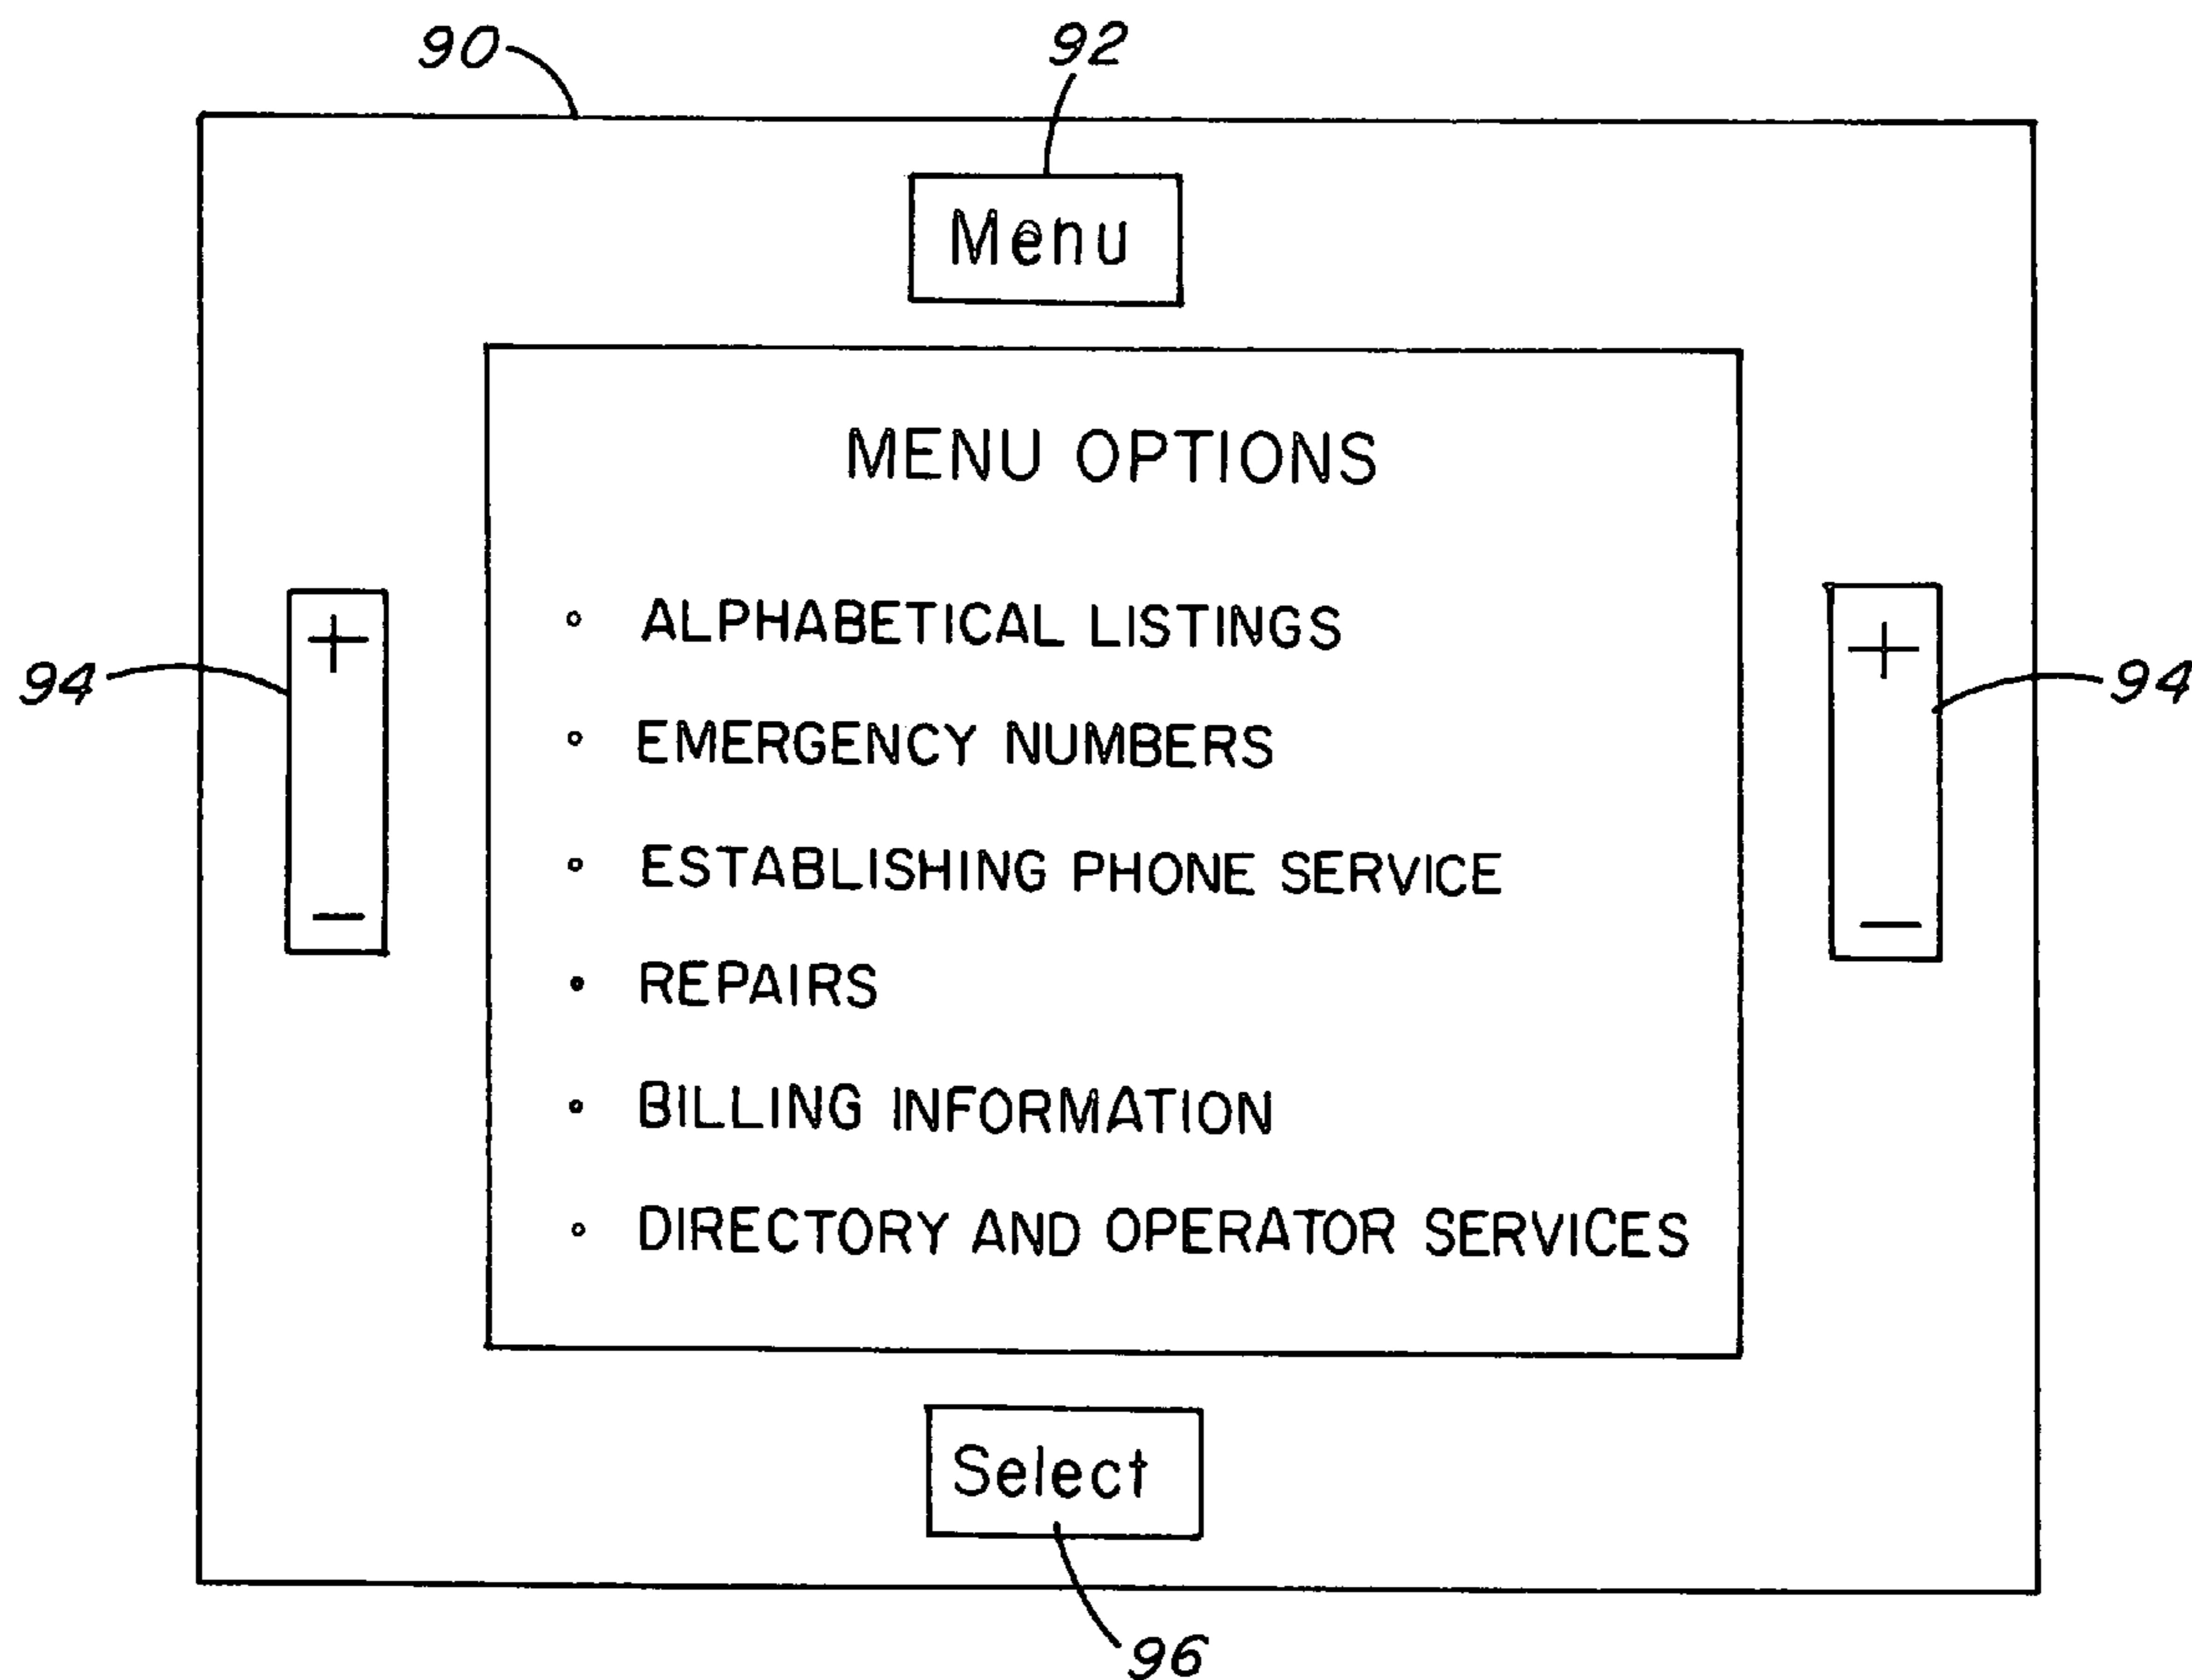 90
92
Menu
MENU OPTIONS
° ALPHABETICAL LISTINGS
° EMERGENCY NUMBERS
° ESTABLISHING PHONE SERVICE
° REPAIRS
° BILLING INFORMATION
° DIRECTORY AND OPERATOR SERVICES
+
−
94
+
−
94
Select
96